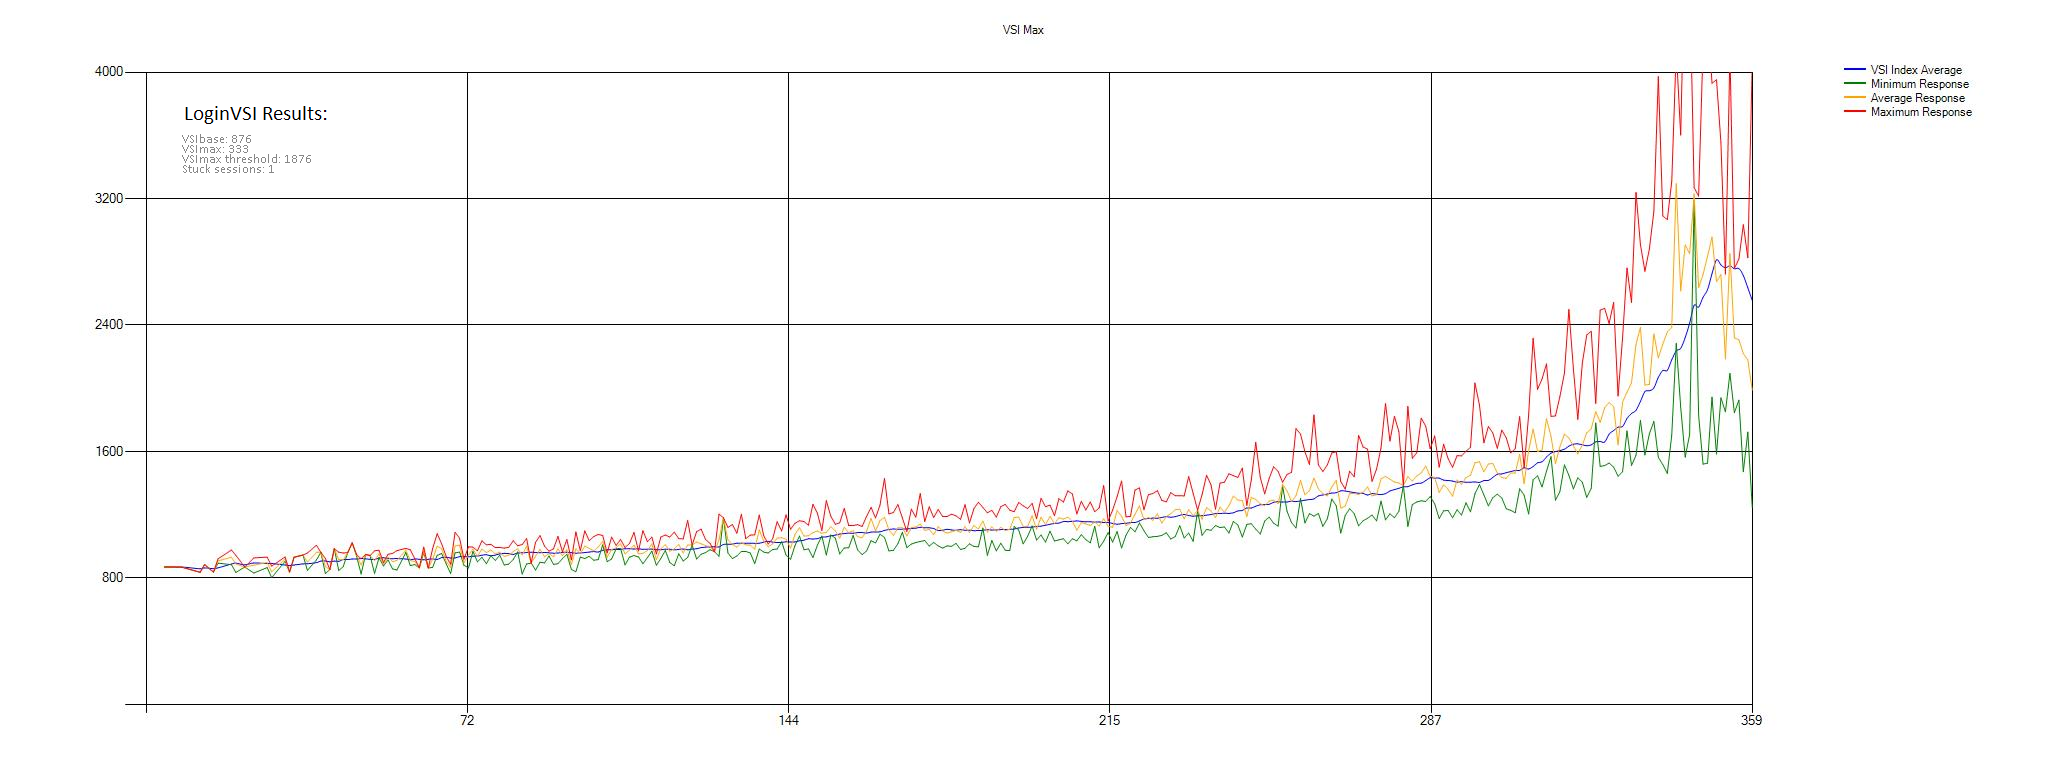 VSI Max
4000
3200
2400
1600
800
LoginVSI Results:
VSIbase: 876
VSImax: 333
VSImax threshold: 1876
Stuck sessions: 1
VSI Index Average
Minimum Response
Average Response
Maximum Response
72
144
215
287
359